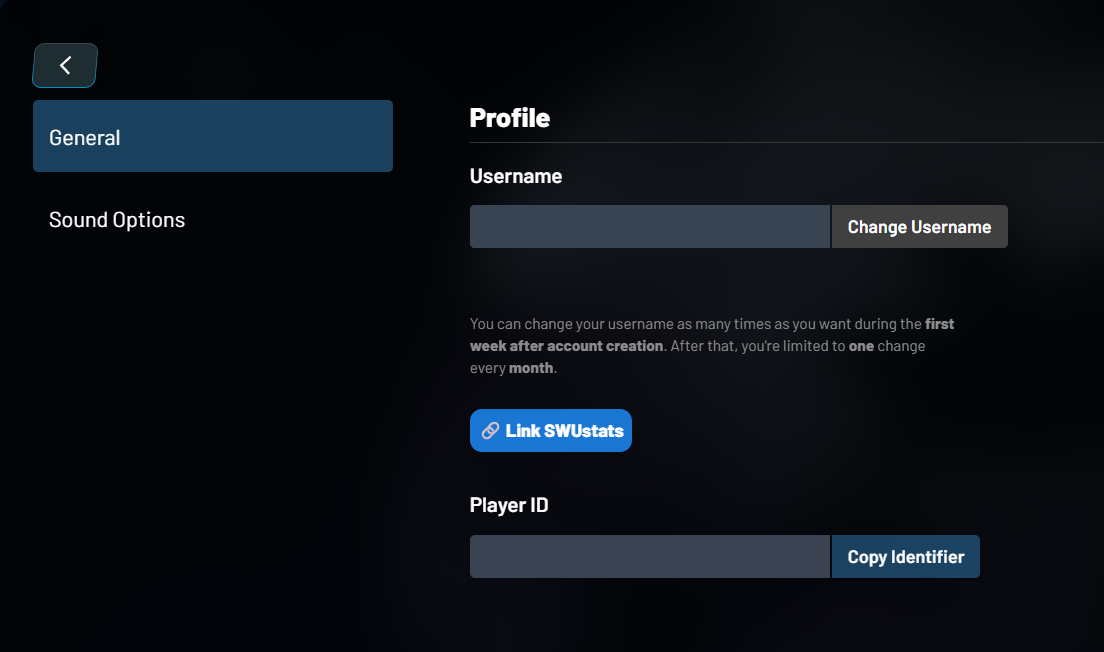 General
Sound Options
Profile
Username
Change Username
You can change your username as many times as you want during the first
week after account creation. After that, you're limited to one change
every month.
Link SWUstats
Player ID
Copy Identifier